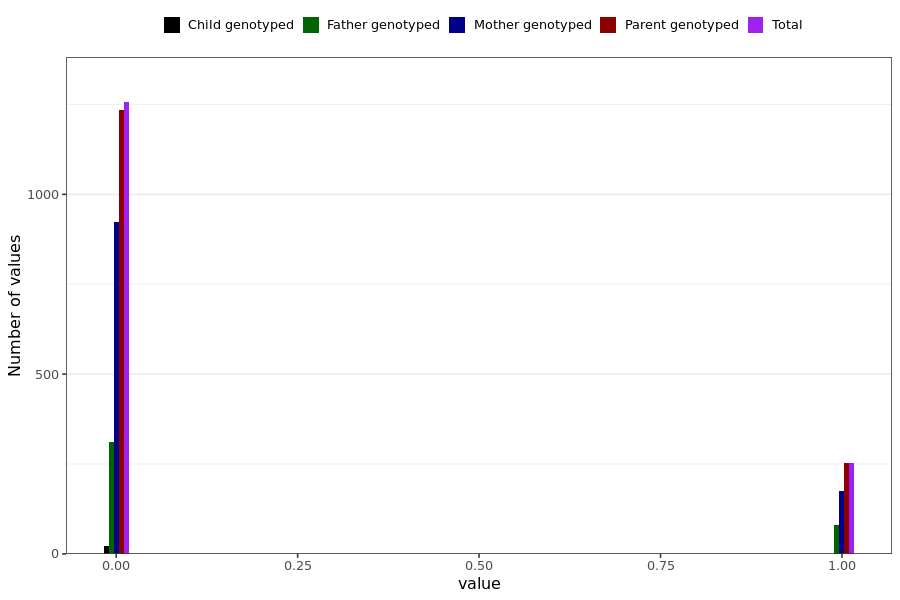 Child genotyped Father genotyped Mother genotyped Parent genotyped Total
Number of values
1000
500
0
0.00 0.25 0.50 0.75 1.00
value